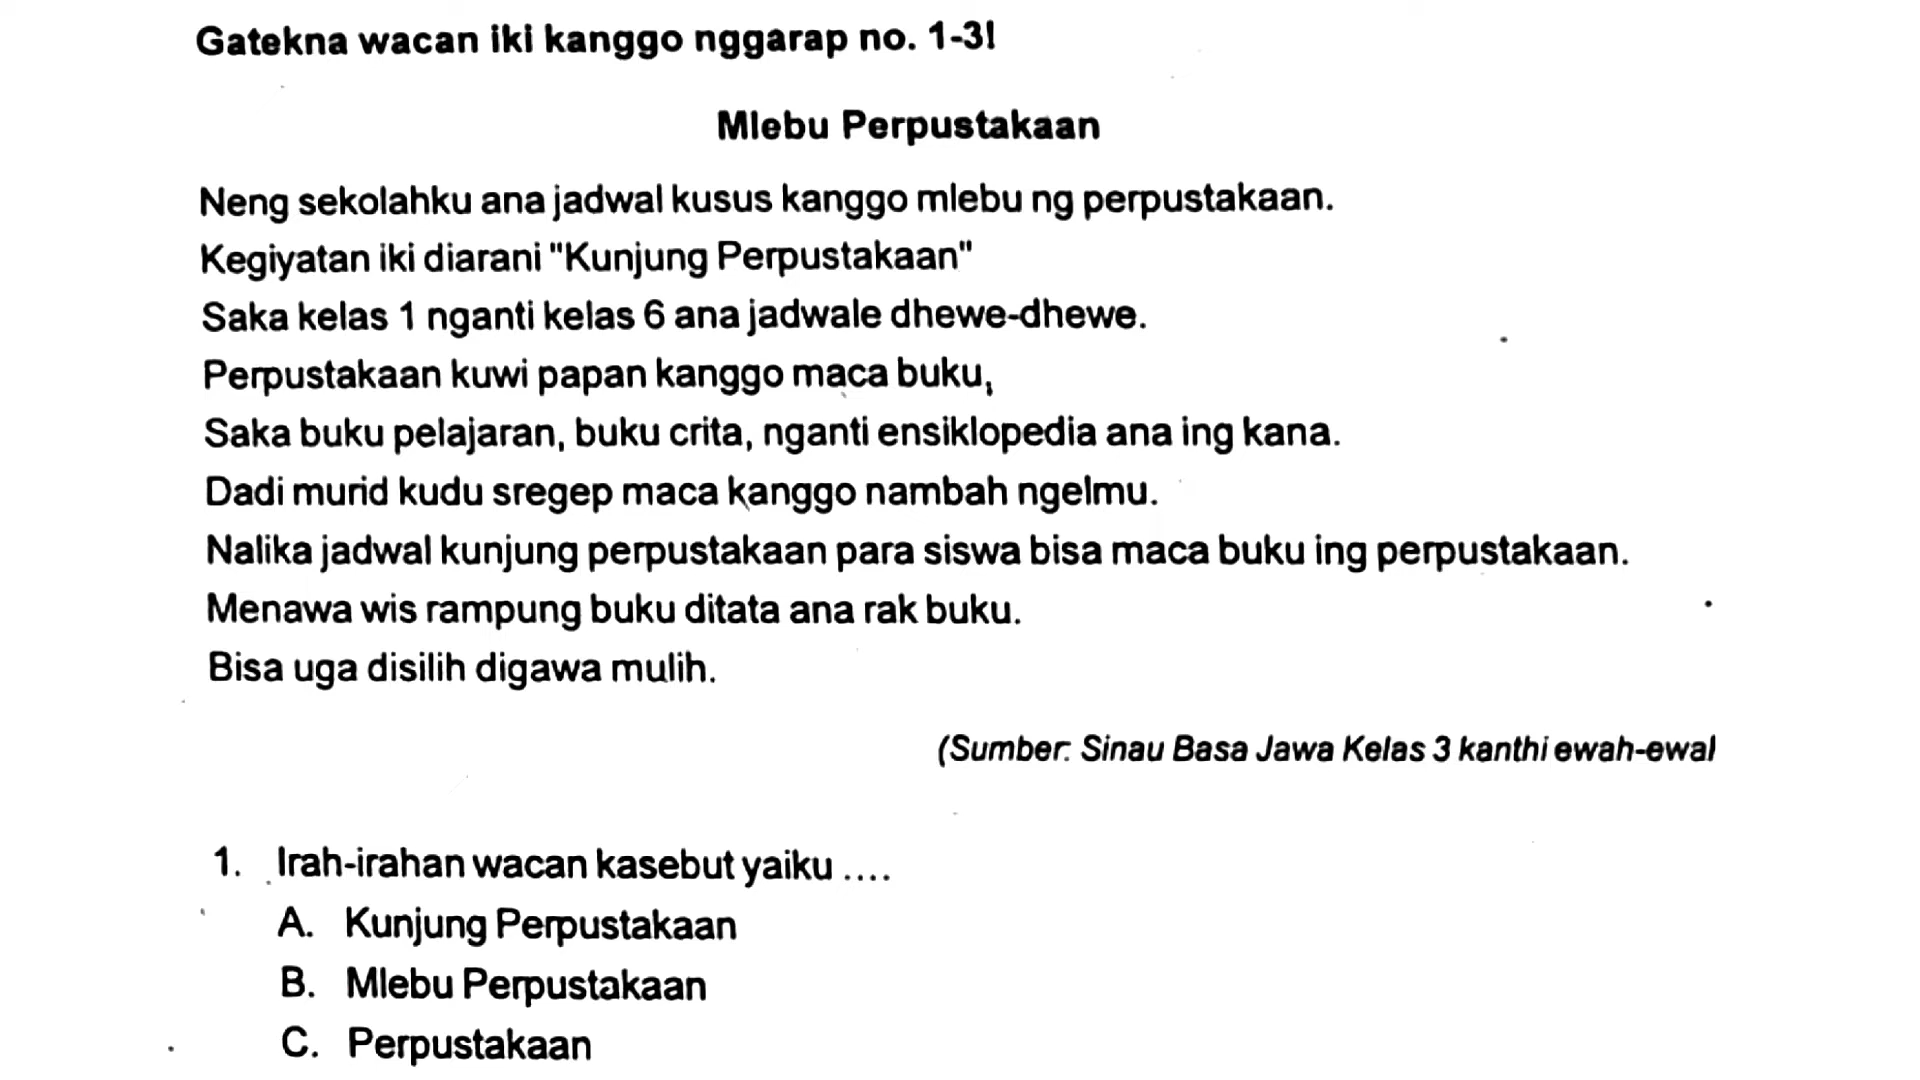 Gatekna wacan iki kanggo nggarap no. 1-3!
Mlebu Perpustakaan
Neng sekolahku ana jadwal kusus kanggo mlebu ng perpustakaan.
Kegiyatan iki diarani "Kunjung Perpustakaan"
Saka kelas 1 nganti kelas 6 ana jadwale dhewe-dhewe.
Perpustakaan kuwi papan kanggo maca buku,
Saka buku pelajaran, buku crita, nganti ensiklopedia ana ing kana.
Dadi murid kudu sregep maca kanggo nambah ngelmu.
Nalika jadwal kunjung perpustakaan para siswa bisa maca buku ing perpustakaan.
Menawa wis rampung buku ditata ana rak buku.
Bisa uga disilih digawa mulih.
(Sumber: Sinau Basa Jawa Kelas 3 kanthi ewah-ewal
1. Irah-irahan wacan kasebut yaiku ....
A. Kunjung Perpustakaan
B. Mlebu Perpustakaan
C. Perpustakaan